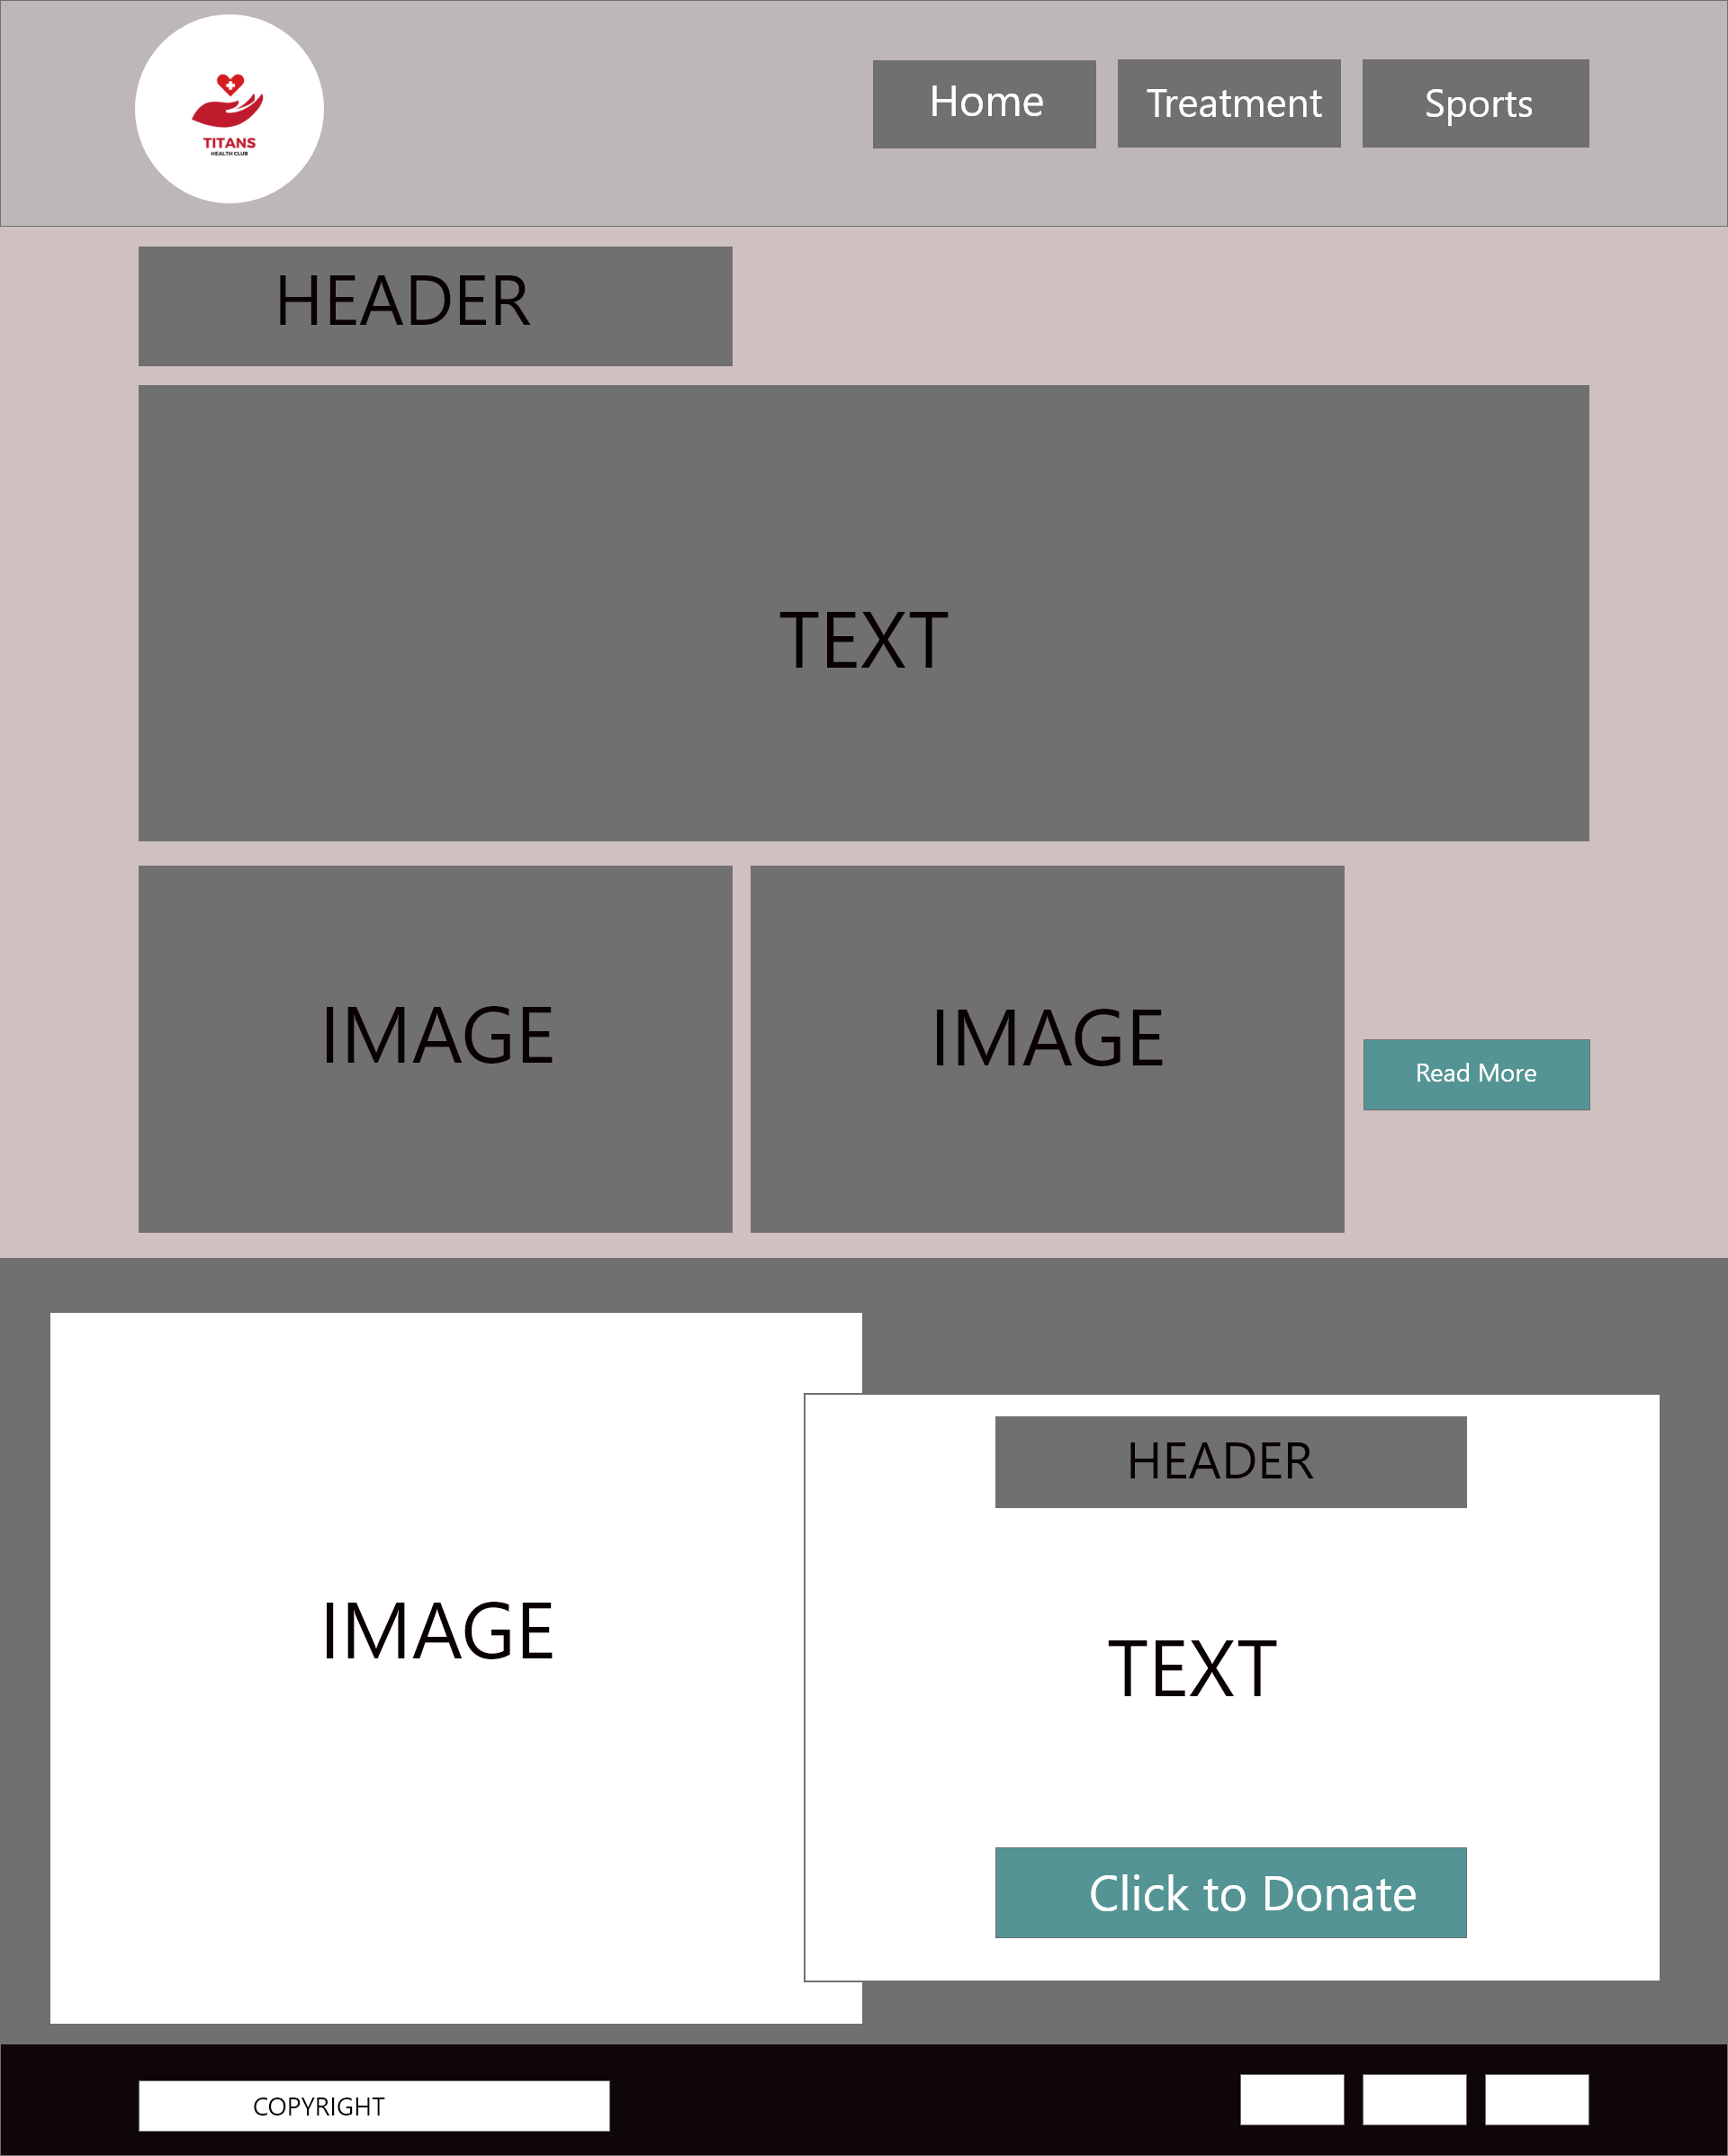 TITANS
HEALTH CLUB
Home
Treatment
Sports
HEADER
TEXT
IMAGE
IMAGE
Read More
IMAGE
HEADER
TEXT
Click to Donate
COPYRIGHT